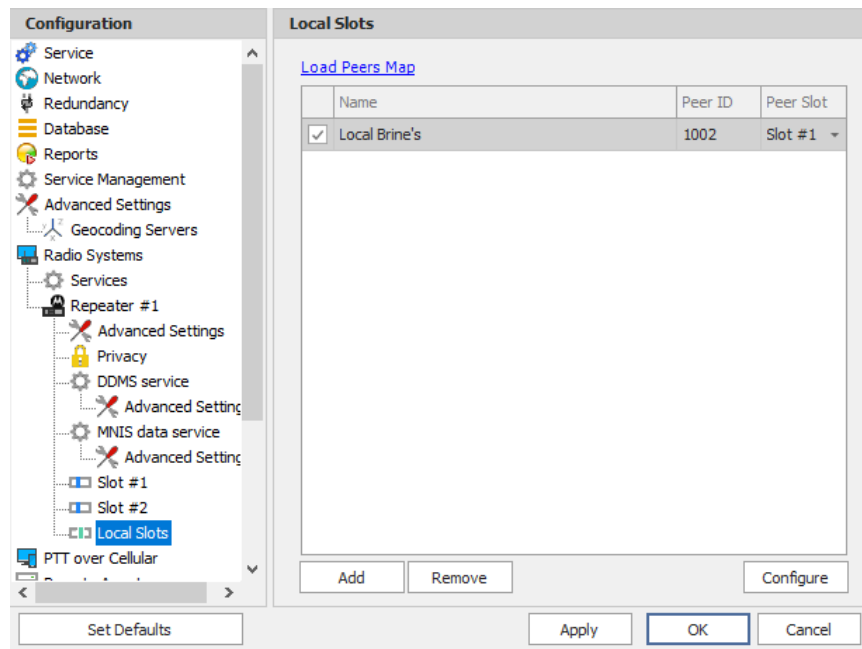 Configuration
Service
Network
Redundancy
Database
Reports
Service Management
Advanced Settings
Geocoding Servers
Radio Systems
Services
Repeater #1
Advanced Settings
Privacy
DDMS service
Advanced Setting
MNIS data service
Advanced Setting
Slot #1
Slot #2
Local Slots
PTT over Cellular
Set Defaults
Local Slots
Load Peers Map
Name Peer ID Peer Slot
Local Brine's 1002 Slot #1
Add Remove Configure
Apply OK Cancel